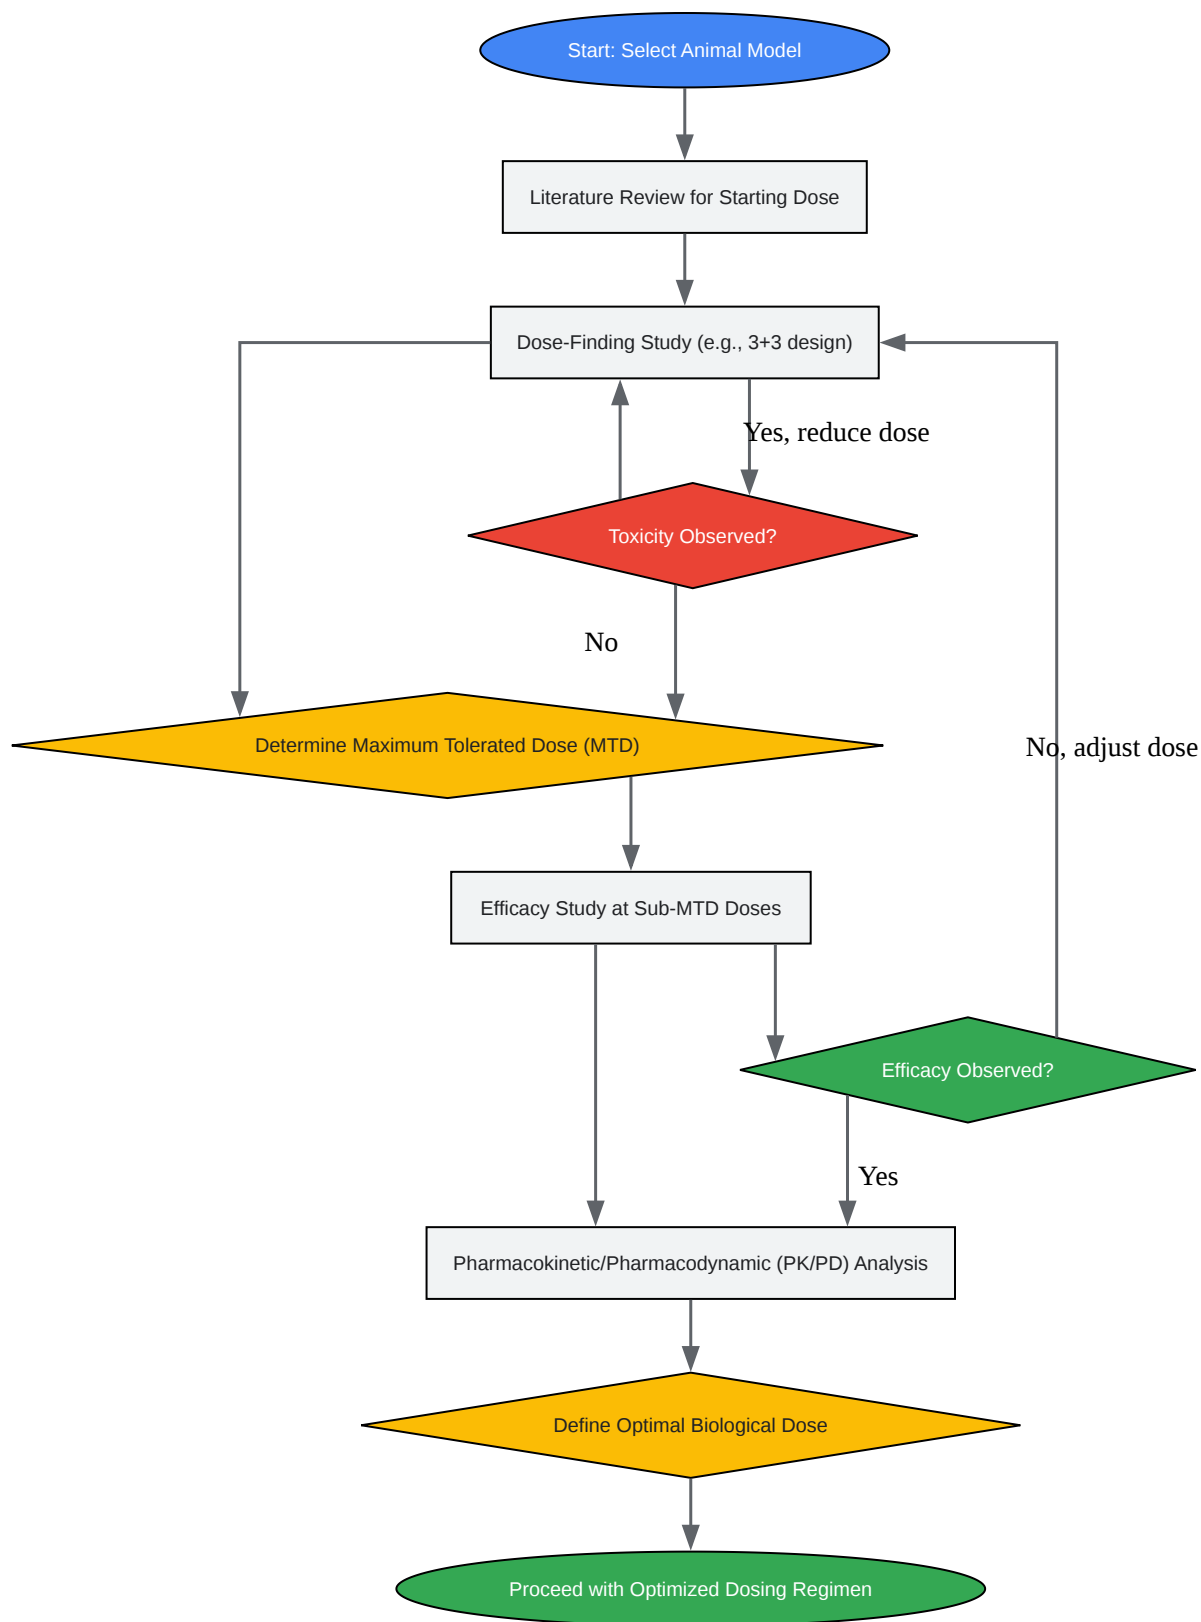 Start: Select Animal Model
Literature Review for Starting Dose
Dose-Finding Study (e.g., 3+3 design)
Yes, reduce dose
Toxicity Observed?
No
Determine Maximum Tolerated Dose (MTD)
No, adjust dose
Efficacy Study at Sub-MTD Doses
Efficacy Observed?
Yes
Pharmacokinetic/Pharmacodynamic (PK/PD) Analysis
Define Optimal Biological Dose
Proceed with Optimized Dosing Regimen